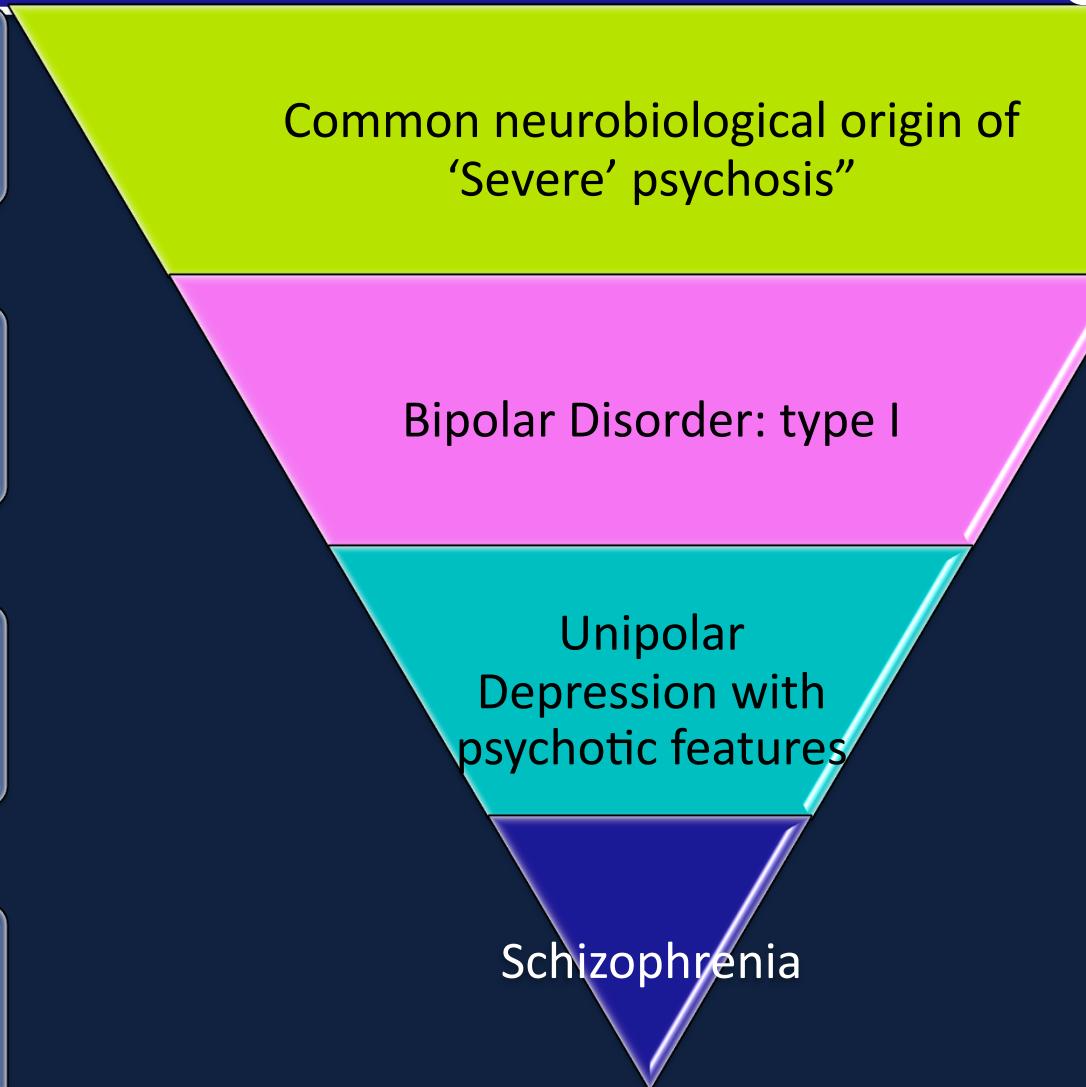 Common neurobiological origin of
‘Severe’ psychosis”
Bipolar Disorder: type I
Unipolar
Depression with
psychotic features
Schizophrenia